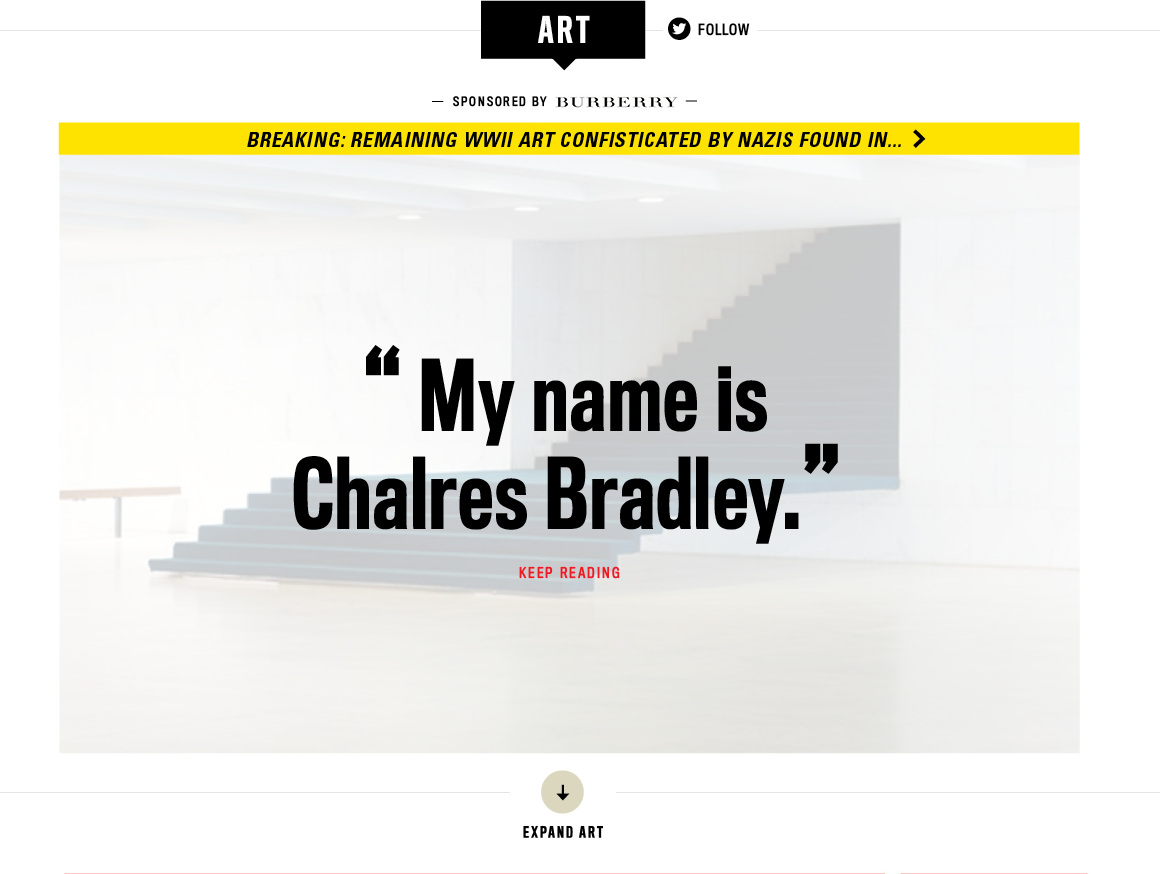 ART
FOLLOW
— SPONSORED BY BURBERRY —
BREAKING: REMAINING WWII ART CONFISTICATED BY NAZIS FOUND IN...
“ My name is
Chalres Bradley.”
KEEP READING
EXPAND ART